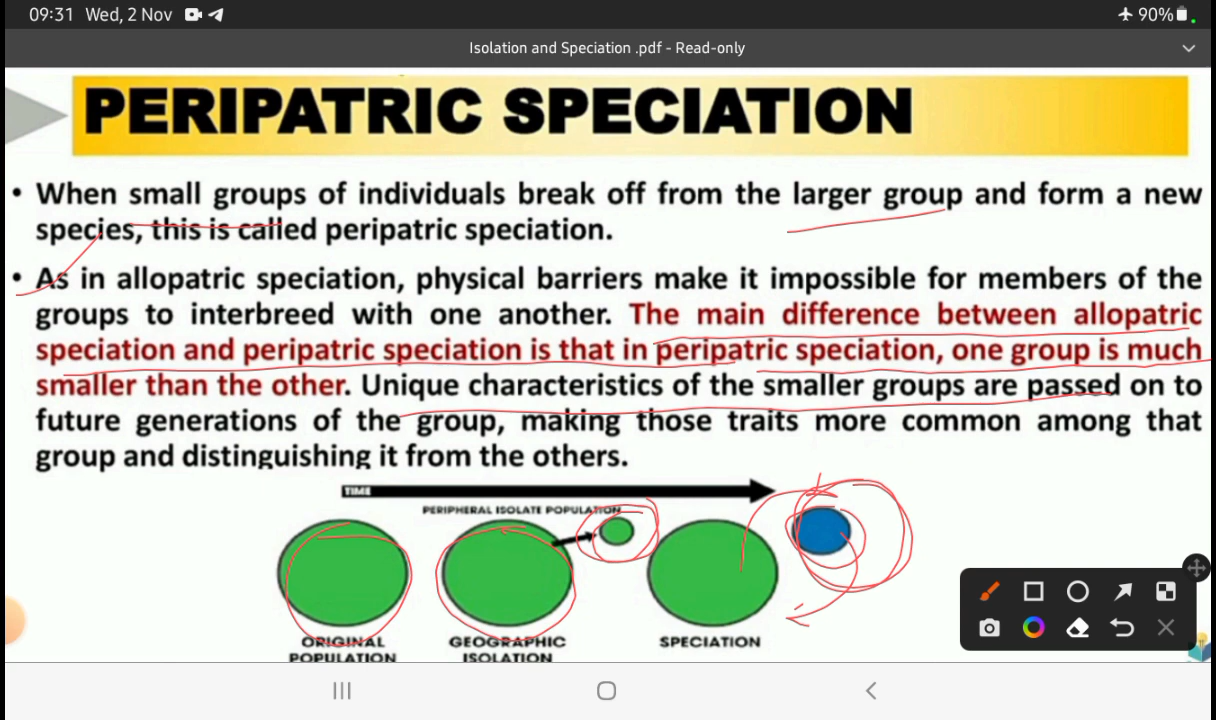 09:31 Wed, 2 Nov 90%
Isolation and Speciation .pdf - Read-only
PERIPATRIC SPECIATION
• When small groups of individuals break off from the larger group and form a new
species, this is called peripatric speciation.
• As in allopatric speciation, physical barriers make it impossible for members of the
groups to interbreed with one another. The main difference between allopatric
speciation and peripatric speciation is that in peripatric speciation, one group is much
smaller than the other. Unique characteristics of the smaller groups are passed on to
future generations of the group, making those traits more common among that
group and distinguishing it from the others.
TIME
PERIPHERAL ISOLATE POPULATION
ORIGINAL GEOGRAPHIC SPECIATION
POPULATION ISOLATION